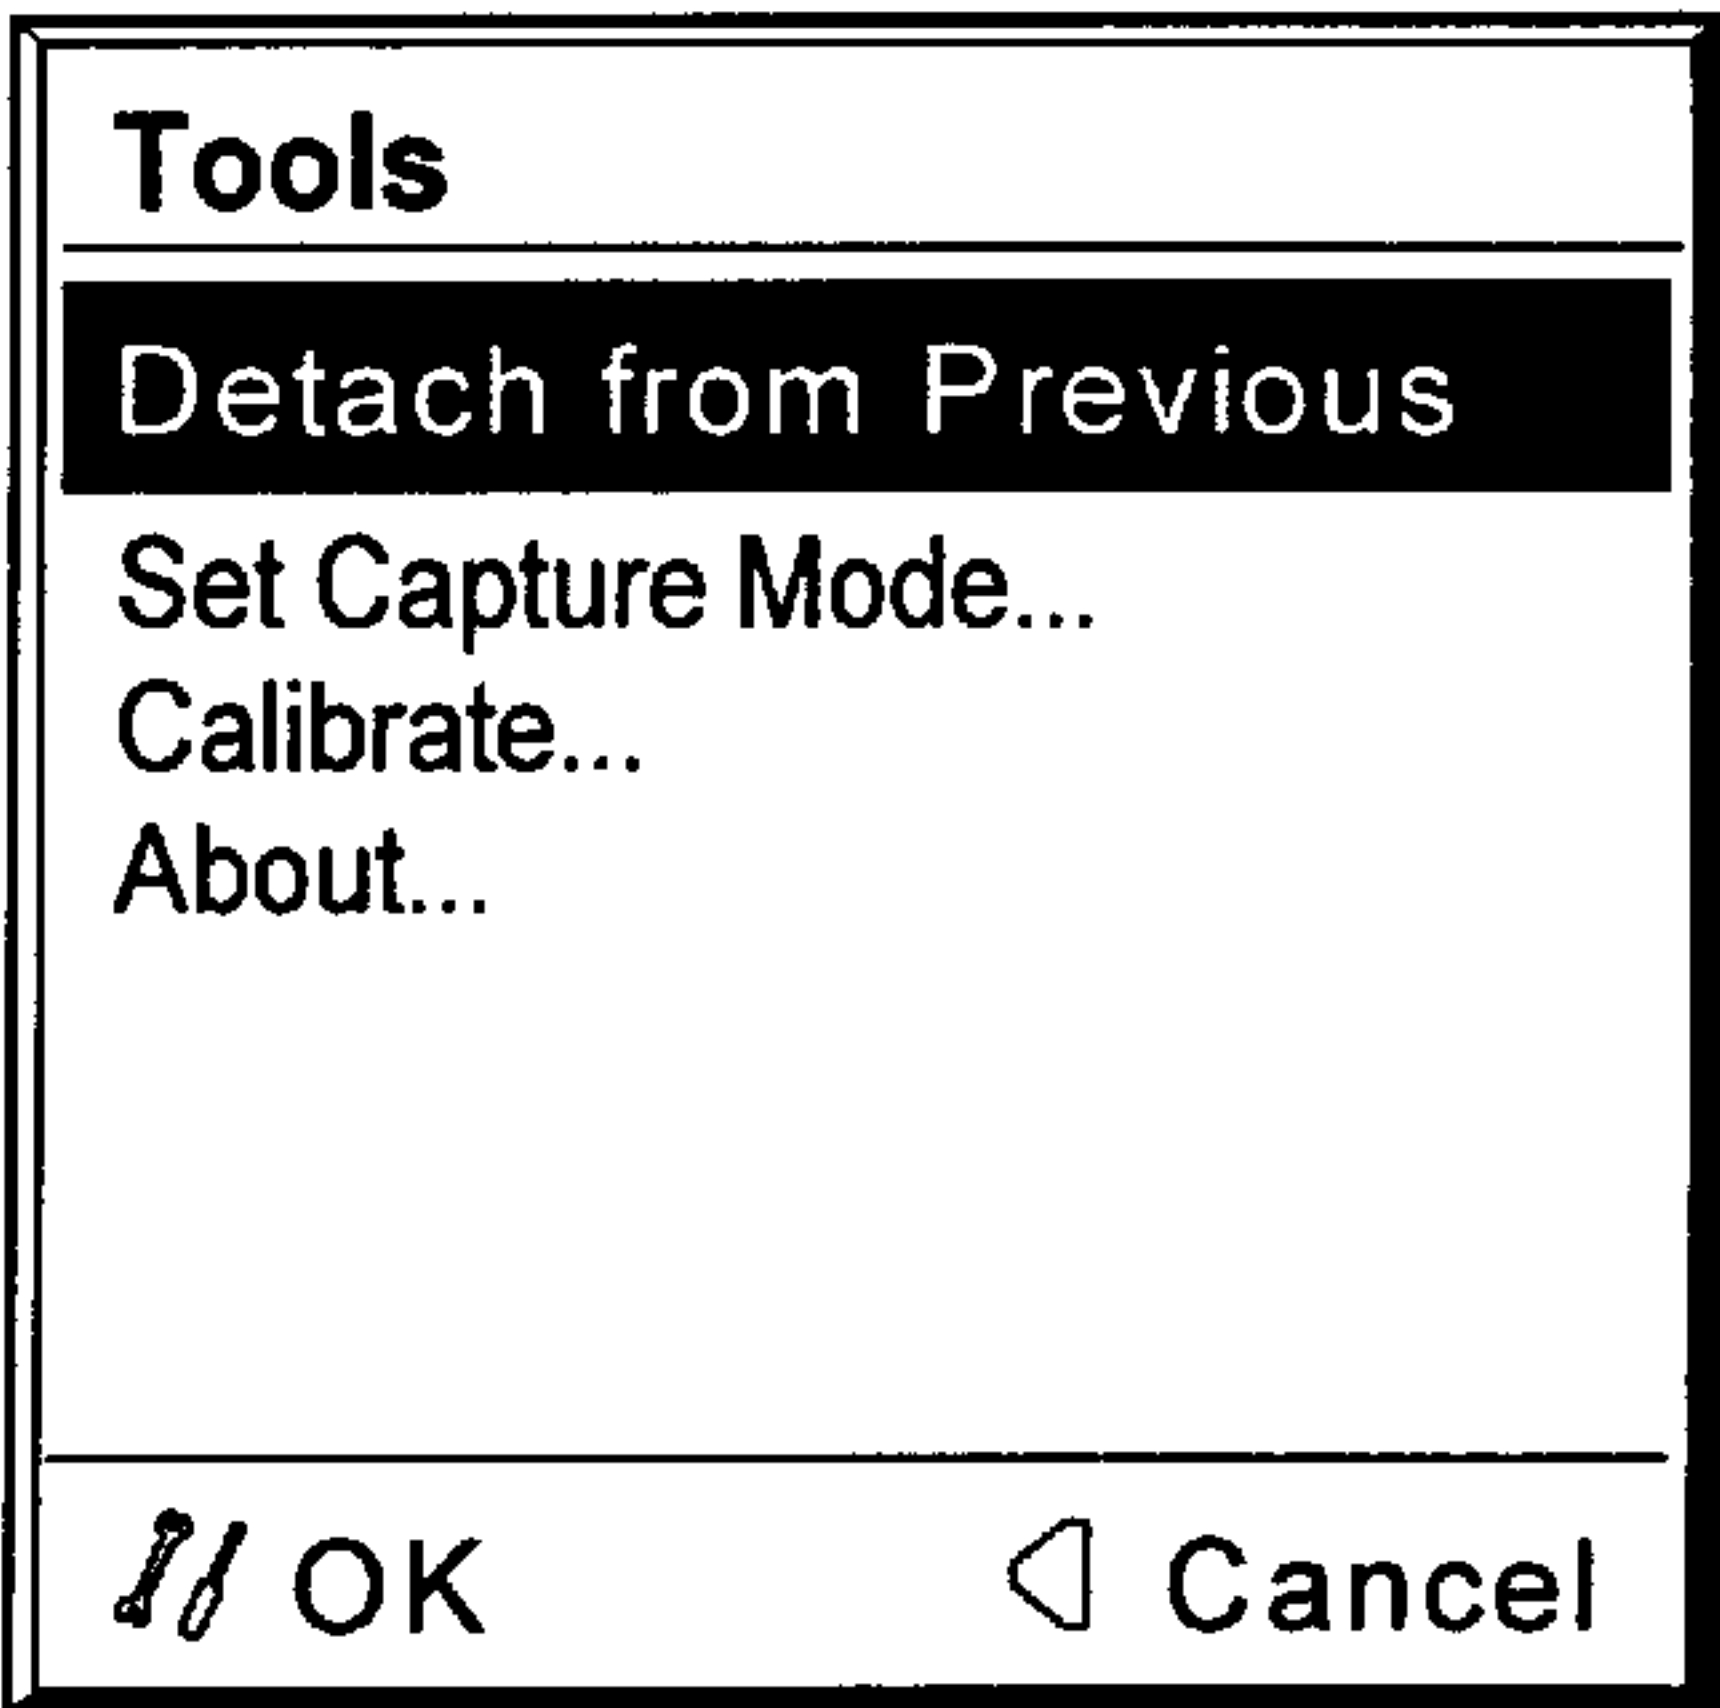 Tools
Detach from Previous
Set Capture Mode...
Calibrate...
About...
OK Cancel